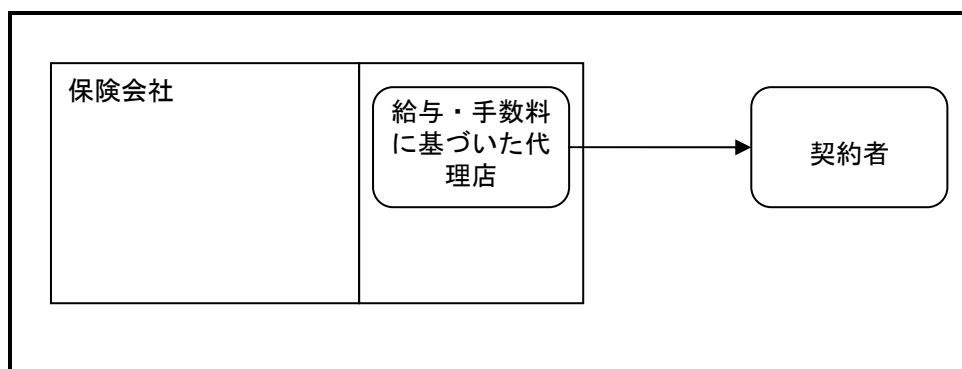 保険会社
給与・手数料
に基づいた代
理店
契約者